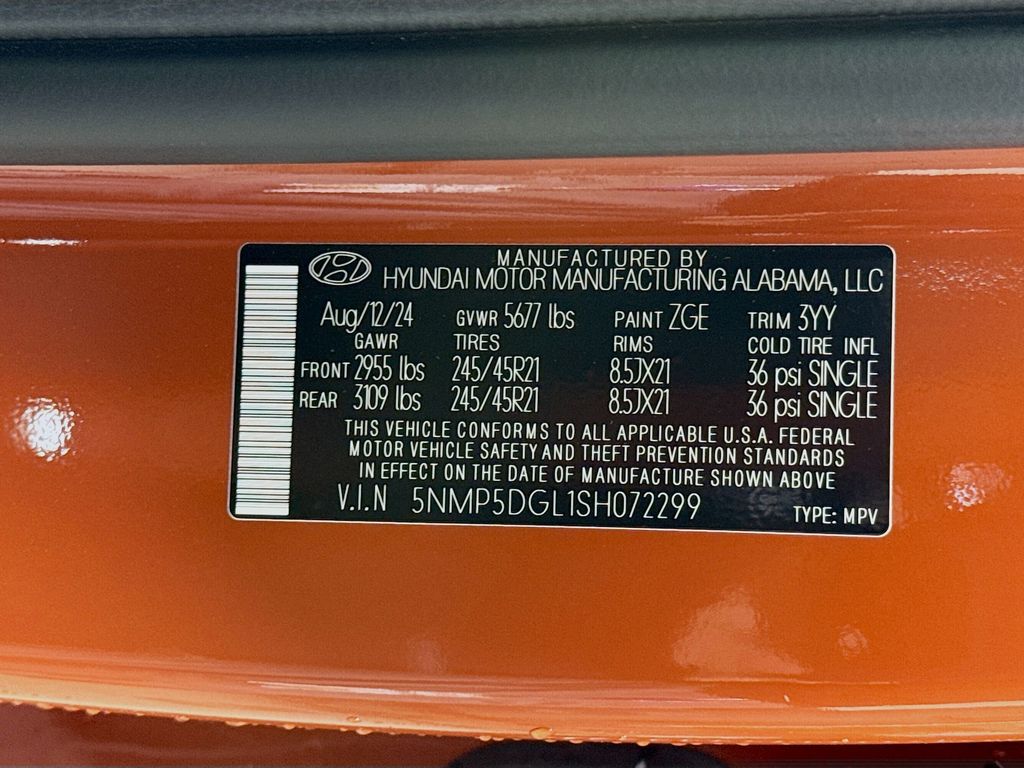 MANUFACTURED BY
HYUNDAI MOTOR MANUFACTURING ALABAMA, LLC
Aug/12/24 GVWR 5677 lbs PAINT ZGE TRIM 3YY
GAWR TIRES RIMS COLD TIRE INFL
FRONT 2955 lbs 245/45R21 8.5JX21 36 psi SINGLE
REAR 3109 lbs 245/45R21 8.5JX21 36 psi SINGLE
THIS VEHICLE CONFORMS TO ALL APPLICABLE U.S.A. FEDERAL
MOTOR VEHICLE SAFETY AND THEFT PREVENTION STANDARDS
IN EFFECT ON THE DATE OF MANUFACTURE SHOWN ABOVE
V.I.N 5NMP5DGL1SH072299 TYPE: MPV